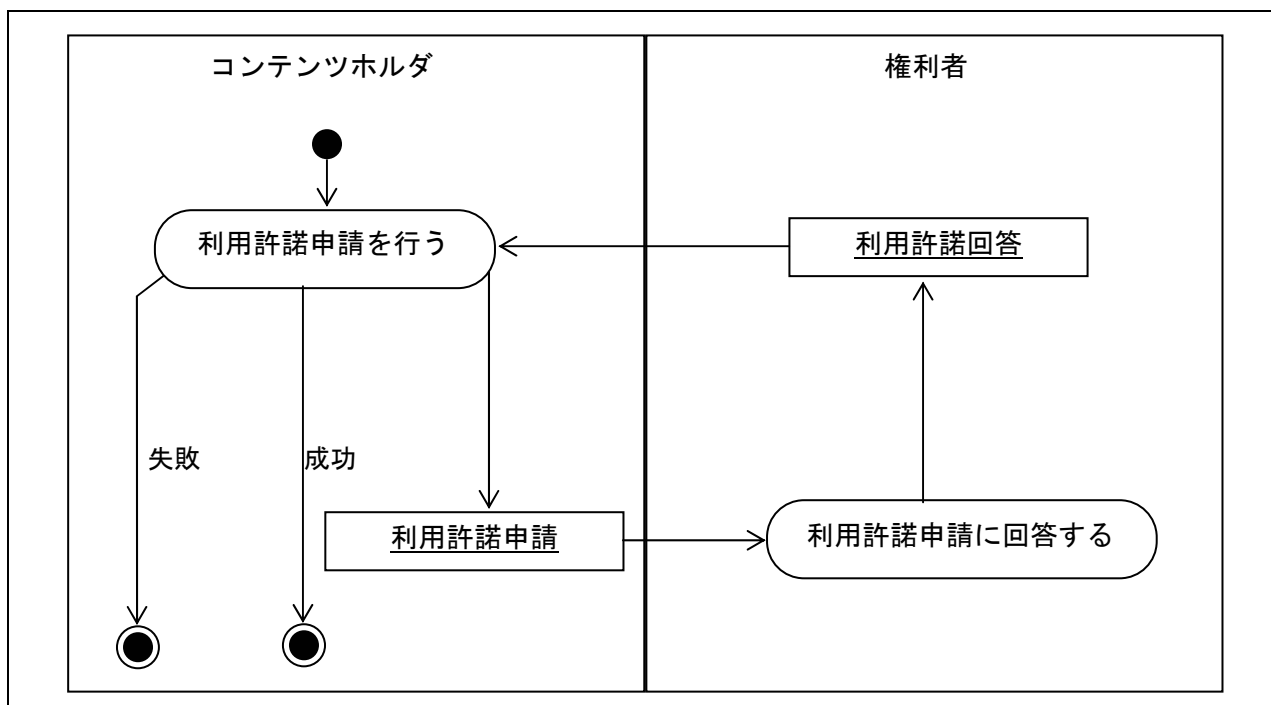 コンテンツホルダ
権利者
利用許諾申請を行う
利用許諾回答
失敗
成功
利用許諾申請
利用許諾申請に回答する